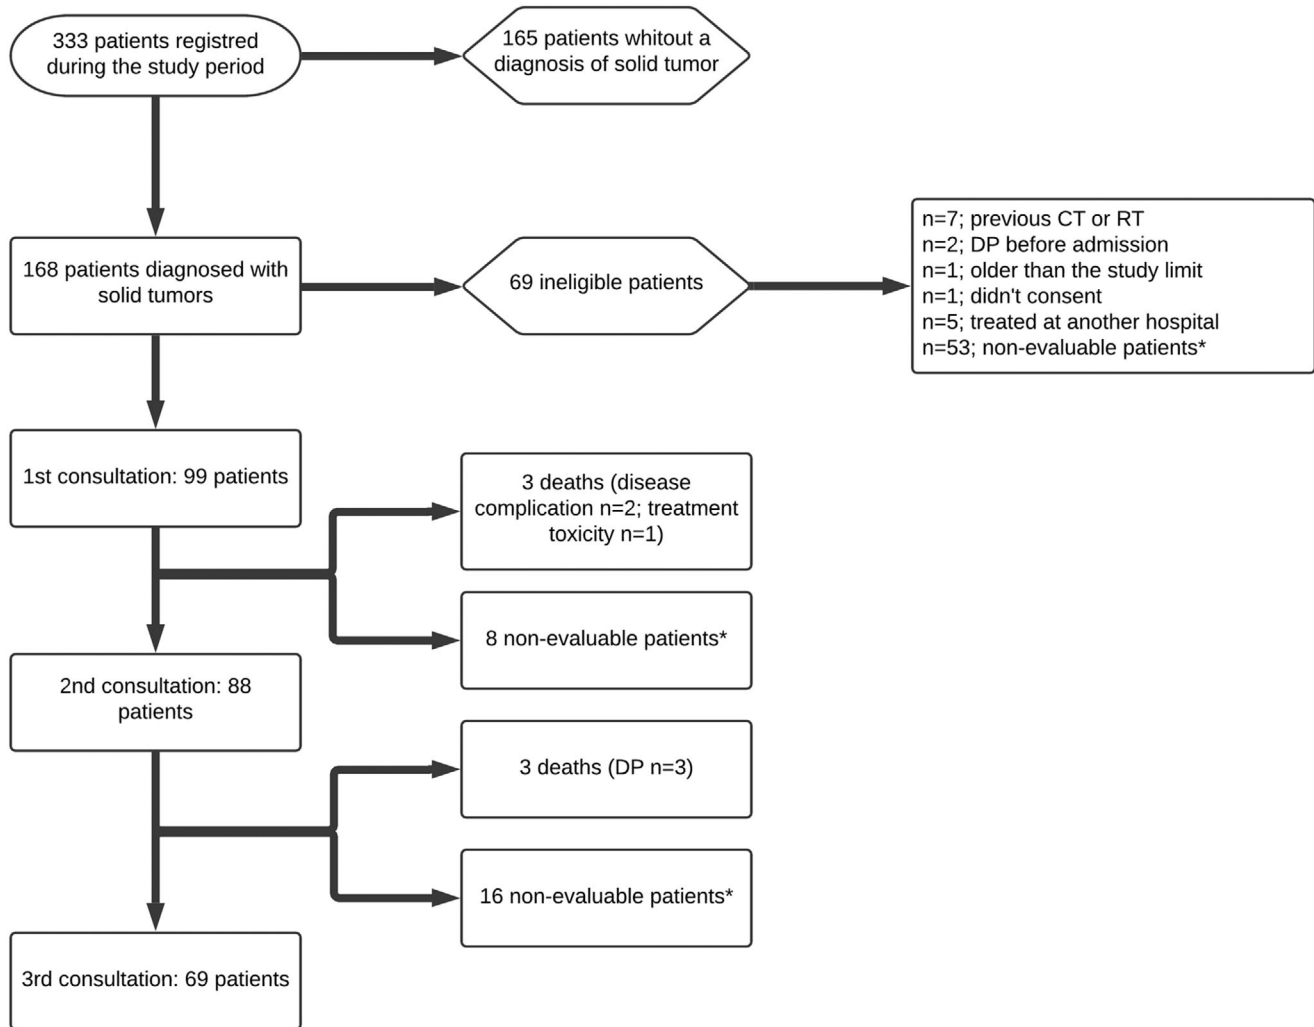 333 patients registred
during the study period
165 patients whitout a
diagnosis of solid tumor
168 patients diagnosed with
solid tumors
69 ineligible patients
n=7; previous CT or RT
n=2; DP before admission
n=1; older than the study limit
n=1; didn't consent
n=5; treated at another hospital
n=53; non-evaluable patients*
1st consultation: 99 patients
3 deaths (disease
complication n=2; treatment
toxicity n=1)
8 non-evaluable patients*
2nd consultation: 88
patients
3 deaths (DP n=3)
16 non-evaluable patients*
3rd consultation: 69 patients